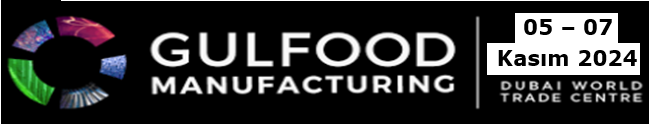 GULFOOD
MANUFACTURING
05 – 07
Kasım 2024
DUBAI WORLD
TRADE CENTRE